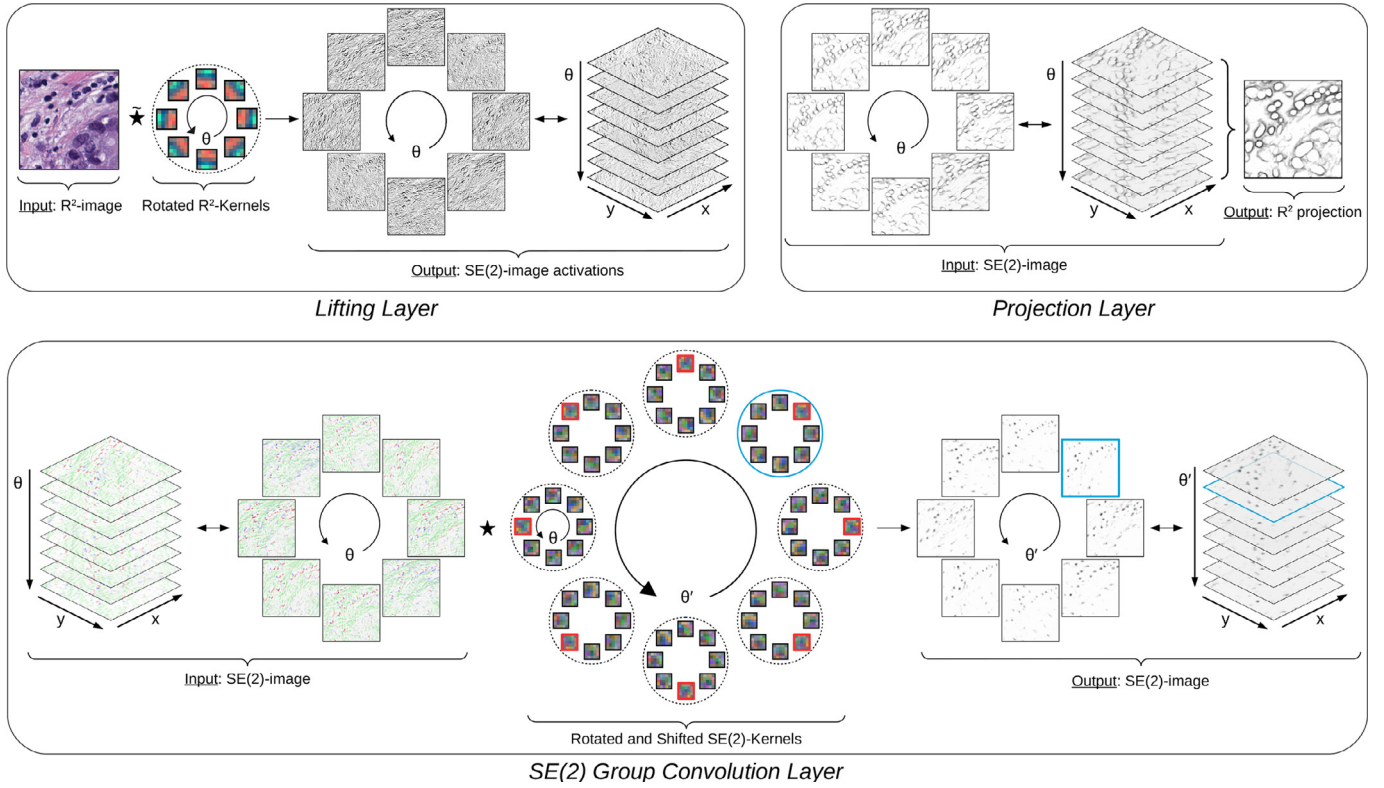 θ
θ
θ
y
x
Input: R²-image
Rotated R²-Kernels
Output: SE(2)-image activations
Lifting Layer
θ
θ
y
x
Output: R² projection
Input: SE(2)-image
Projection Layer
θ
y
x
θ
θ
θ′
θ′
θ′
y
x
Input: SE(2)-image
Output: SE(2)-image
Rotated and Shifted SE(2)-Kernels
SE(2) Group Convolution Layer